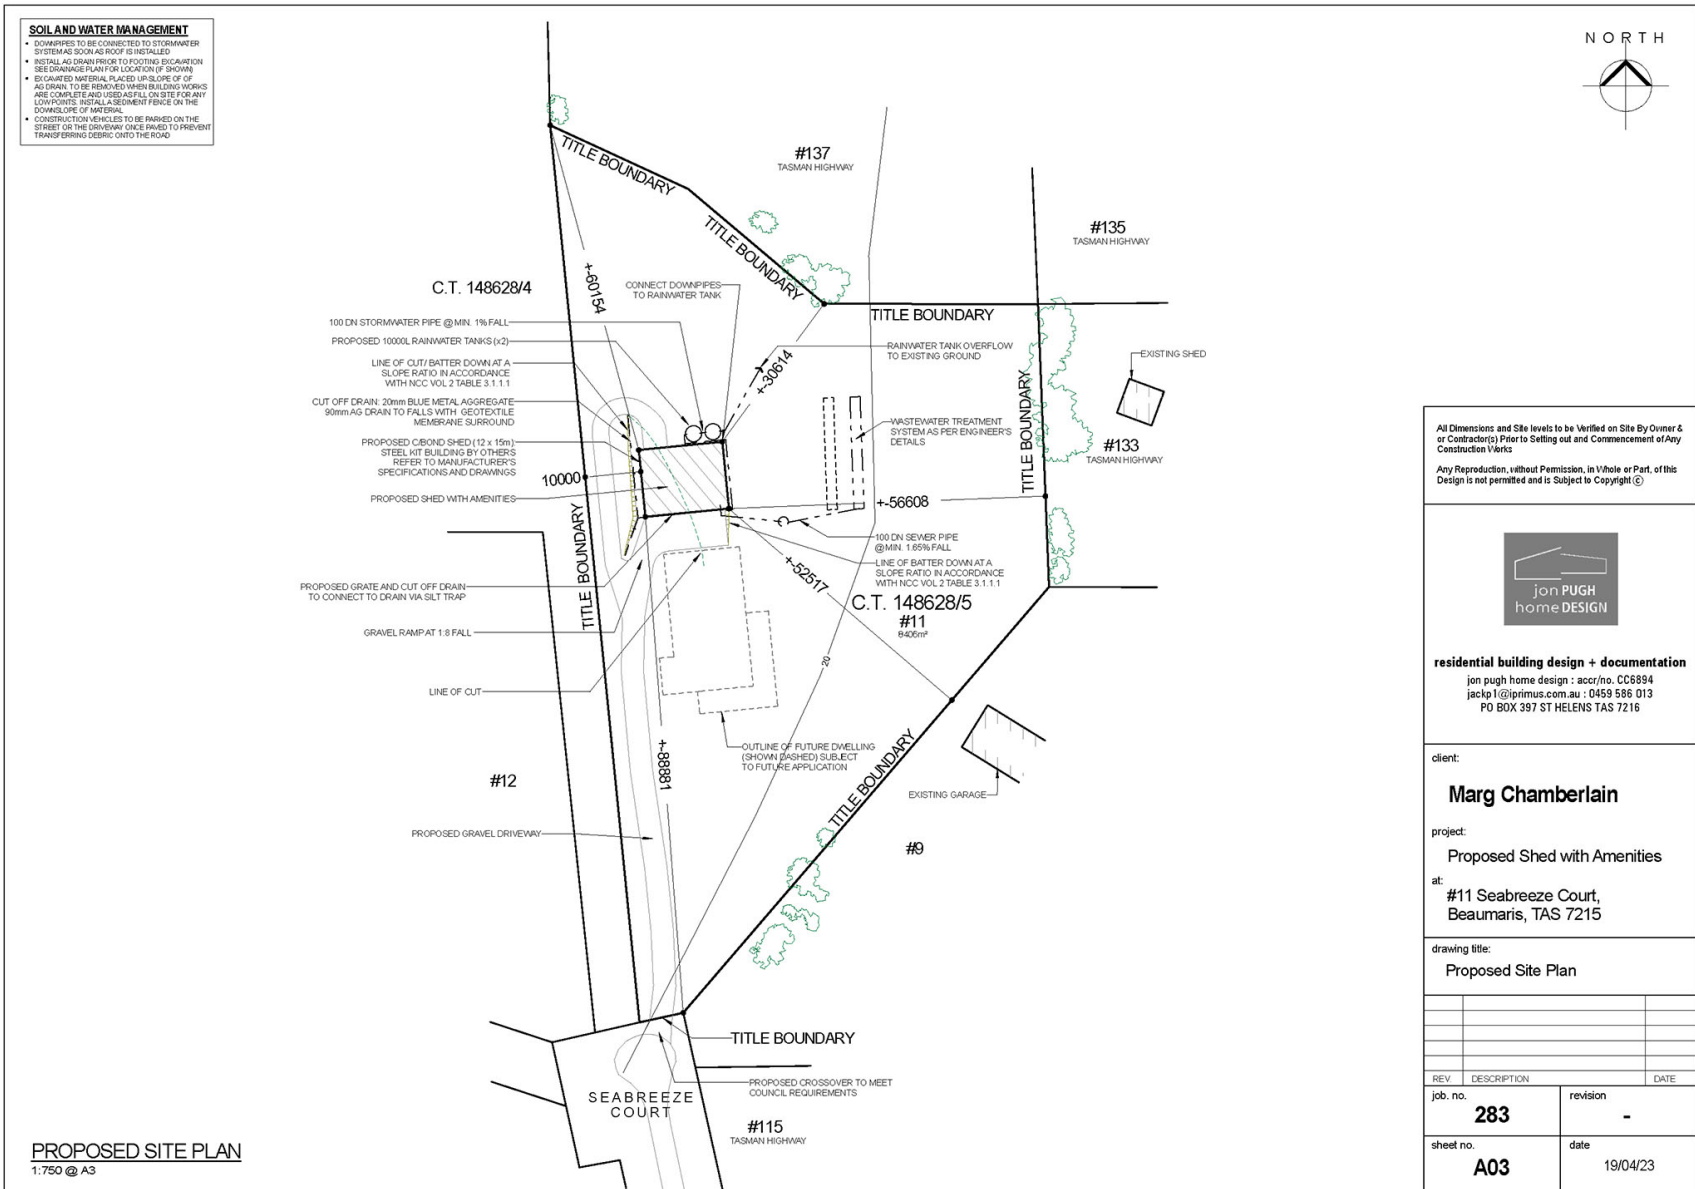 SOIL AND WATER MANAGEMENT
• DOWNPIPES TO BE CONNECTED TO STORMWATER
SYSTEM AS SOON AS ROOF IS INSTALLED
• INSTALL AG DRAIN PRIOR TO FOOTING EXCAVATION
SEE DRAINAGE PLAN FOR LOCATION (IF SHOWN)
• EXCAVATED MATERIAL PLACED UP-SLOPE OF OF
AG DRAIN. TO BE REMOVED WHEN BUILDING WORKS
ARE COMPLETE AND USED AS FILL ON SITE FOR ANY
LOW POINTS. INSTALL A SEDIMENT FENCE ON THE
DOWNSLOPE OF MATERIAL
• CONSTRUCTION VEHICLES TO BE PARKED ON THE
STREET OR THE DRIVEWAY ONCE PAVED TO PREVENT
TRANSFERRING DEBRIC ONTO THE ROAD
NORTH
TITLE BOUNDARY
#137
TASMAN HIGHWAY
TITLE BOUNDARY
#135
TASMAN HIGHWAY
C.T. 148628/4
+-60154
CONNECT DOWNPIPES
TO RAINWATER TANK
TITLE BOUNDARY
100 DN STORMWATER PIPE @ MIN. 1% FALL
PROPOSED 10000L RAINWATER TANKS (x2)
LINE OF CUT/ BATTER DOWN AT A
SLOPE RATIO IN ACCORDANCE
WITH NCC VOL 2 TABLE 3.1.1.1
CUT OFF DRAIN: 20mm BLUE METAL AGGREGATE
90mm AG DRAIN TO FALLS WITH GEOTEXTILE
MEMBRANE SURROUND
PROPOSED C/BOND SHED (12 x 15m)
STEEL KIT BUILDING BY OTHERS
REFER TO MANUFACTURER'S
SPECIFICATIONS AND DRAWINGS
10000
PROPOSED SHED WITH AMENITIES
+-30614
RAINWATER TANK OVERFLOW
TO EXISTING GROUND
EXISTING SHED
TITLE BOUNDARY
WASTEWATER TREATMENT
SYSTEM AS PER ENGINEER'S
DETAILS
#133
TASMAN HIGHWAY
+-56608
TITLE BOUNDARY
100 DN SEWER PIPE
@MIN. 1.65% FALL
LINE OF BATTER DOWN AT A
SLOPE RATIO IN ACCORDANCE
WITH NCC VOL 2 TABLE 3.1.1.1
+-52517
C.T. 148628/5
#11
8405m²
PROPOSED GRATE AND CUT OFF DRAIN
TO CONNECT TO DRAIN VIA SILT TRAP
GRAVEL RAMP AT 1:8 FALL
LINE OF CUT
20
OUTLINE OF FUTURE DWELLING
(SHOWN DASHED) SUBJECT
TO FUTURE APPLICATION
+-88881
TITLE BOUNDARY
EXISTING GARAGE
#12
PROPOSED GRAVEL DRIVEWAY
#9
TITLE BOUNDARY
PROPOSED CROSSOVER TO MEET
COUNCIL REQUIREMENTS
SEABREEZE
COURT
#115
TASMAN HIGHWAY
PROPOSED SITE PLAN
1:750 @ A3
All Dimensions and Site levels to be Verified on Site By Owner &
or Contractor(s) Prior to Setting out and Commencement of Any
Construction Works
Any Reproduction, without Permission, in Whole or Part, of this
Design is not permitted and is Subject to Copyright ©
jon PUGH
home DESIGN
residential building design + documentation
jon pugh home design : accr/no. CC6894
jackp1@iprimus.com.au : 0459 586 013
PO BOX 397 ST HELENS TAS 7216
client:
Marg Chamberlain
project:
Proposed Shed with Amenities
at:
#11 Seabreeze Court,
Beaumaris, TAS 7215
drawing title:
Proposed Site Plan
REV. DESCRIPTION DATE
job. no. revision
283 -
sheet no. date
A03 19/04/23